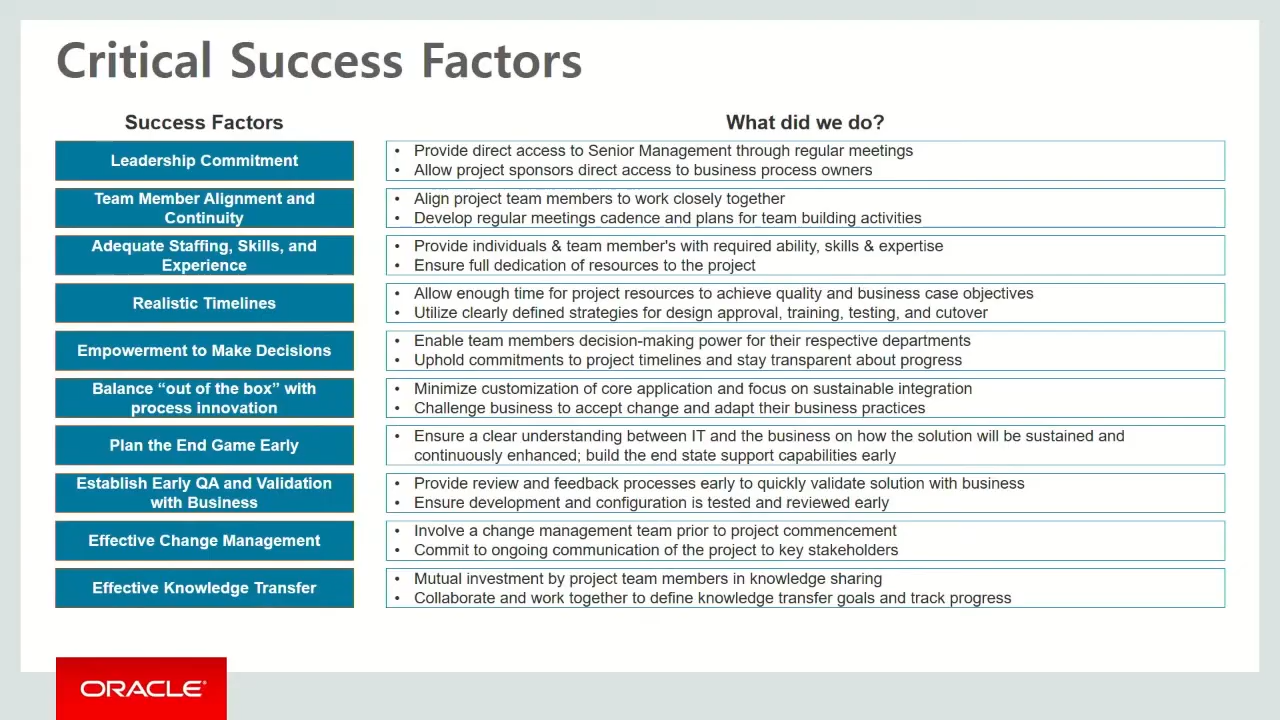 Critical Success Factors
Success Factors
What did we do?
Leadership Commitment
• Provide direct access to Senior Management through regular meetings
• Allow project sponsors direct access to business process owners
Team Member Alignment and
Continuity
• Align project team members to work closely together
• Develop regular meetings cadence and plans for team building activities
Adequate Staffing, Skills, and
Experience
• Provide individuals & team member's with required ability, skills & expertise
• Ensure full dedication of resources to the project
Realistic Timelines
• Allow enough time for project resources to achieve quality and business case objectives
• Utilize clearly defined strategies for design approval, training, testing, and cutover
Empowerment to Make Decisions
• Enable team members decision-making power for their respective departments
• Uphold commitments to project timelines and stay transparent about progress
Balance “out of the box” with
process innovation
• Minimize customization of core application and focus on sustainable integration
• Challenge business to accept change and adapt their business practices
Plan the End Game Early
• Ensure a clear understanding between IT and the business on how the solution will be sustained and
continuously enhanced; build the end state support capabilities early
Establish Early QA and Validation
with Business
• Provide review and feedback processes early to quickly validate solution with business
• Ensure development and configuration is tested and reviewed early
Effective Change Management
• Involve a change management team prior to project commencement
• Commit to ongoing communication of the project to key stakeholders
Effective Knowledge Transfer
• Mutual investment by project team members in knowledge sharing
• Collaborate and work together to define knowledge transfer goals and track progress
ORACLE®